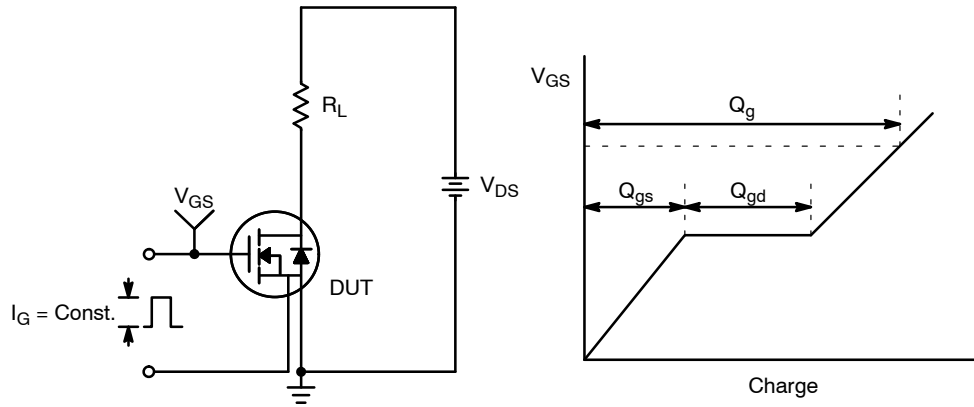 R_L
V_GS
V_DS
DUT
I_G = Const.
V_GS
Q_g
Q_gs
Q_gd
Charge